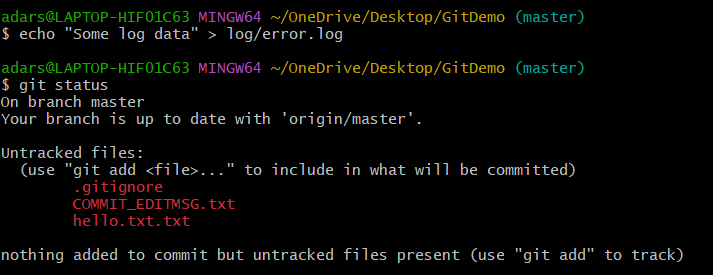 adars@LAPTOP-HIF01C63 MINGW64 ~/OneDrive/Desktop/GitDemo (master)
$ echo "Some log data" > log/error.log
adars@LAPTOP-HIF01C63 MINGW64 ~/OneDrive/Desktop/GitDemo (master)
$ git status
On branch master
Your branch is up to date with 'origin/master'.
Untracked files:
  (use "git add <file>..." to include in what will be committed)
        .gitignore
        COMMIT_EDITMSG.txt
        hello.txt.txt
nothing added to commit but untracked files present (use "git add" to track)